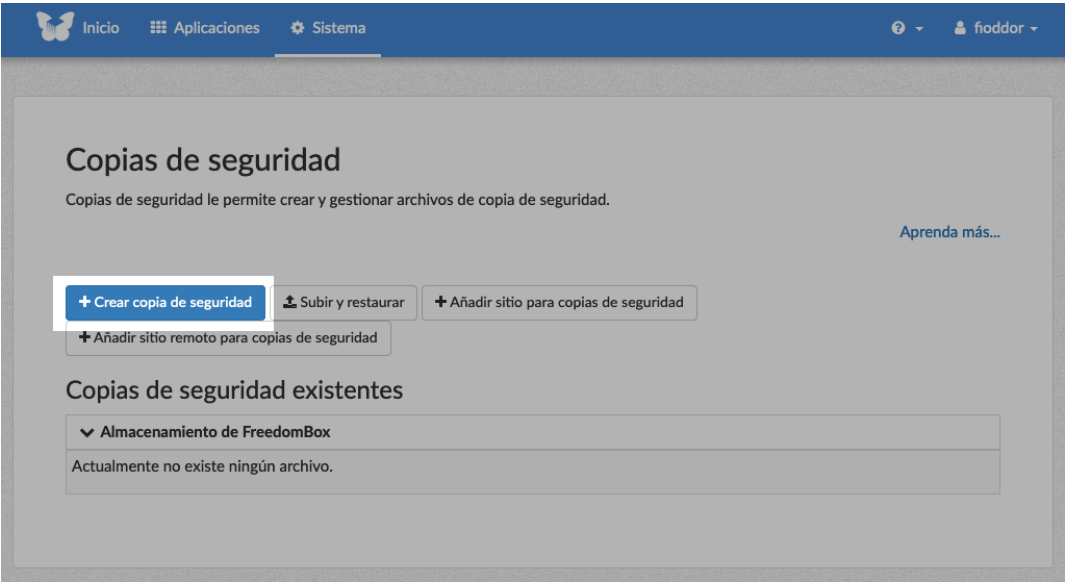 Inicio Aplicaciones Sistema fioddor
Copias de seguridad
Copias de seguridad le permite crear y gestionar archivos de copia de seguridad.
Aprenda más...
+ Crear copia de seguridad Subir y restaurar + Añadir sitio para copias de seguridad
+ Añadir sitio remoto para copias de seguridad
Copias de seguridad existentes
Almacenamiento de FreedomBox
Actualmente no existe ningún archivo.